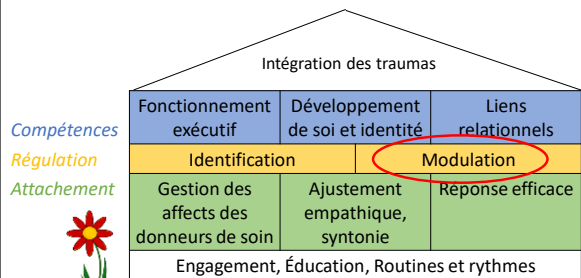 Intégration des traumas
Compétences
Fonctionnement
exécutif
Développement
de soi et identité
Liens
relationnels
Régulation
Identification
Modulation
Attachement
Gestion des
affects des
donneurs de soin
Ajustement
empathique,
syntonie
Réponse efficace
Engagement, Éducation, Routines et rythmes